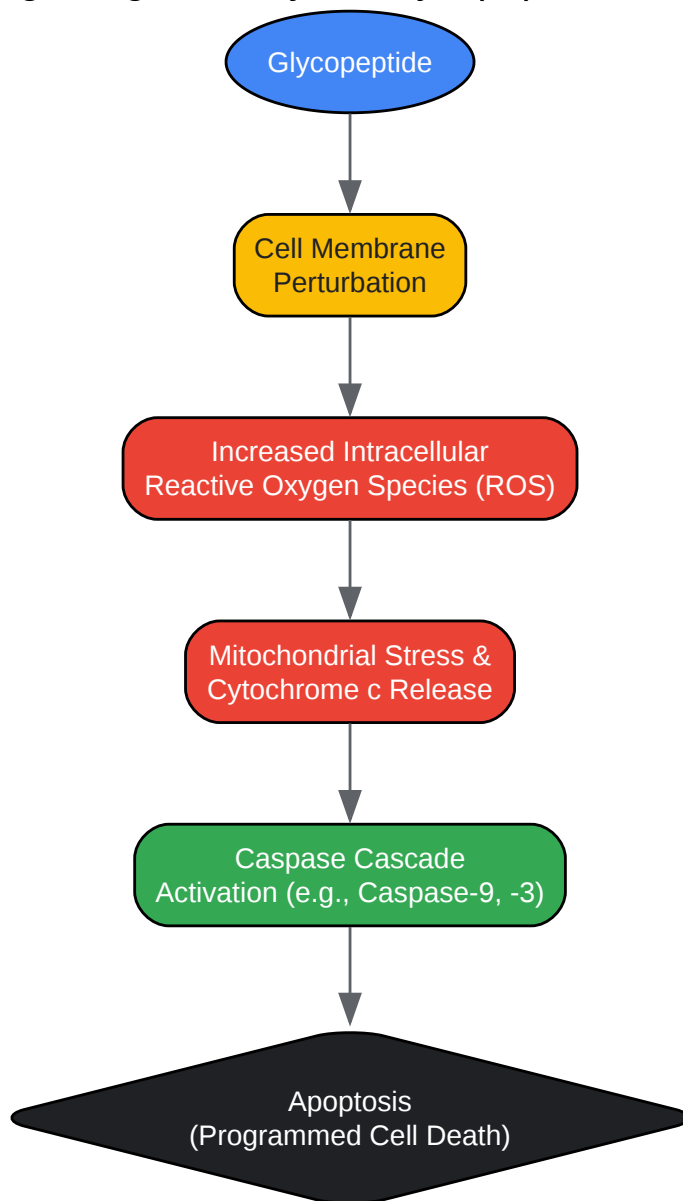 Glycopeptide
Cell Membrane
Perturbation
Increased Intracellular
Reactive Oxygen Species (ROS)
Mitochondrial Stress &
Cytochrome c Release
Caspase Cascade
Activation (e.g., Caspase-9, -3)
Apoptosis
(Programmed Cell Death)